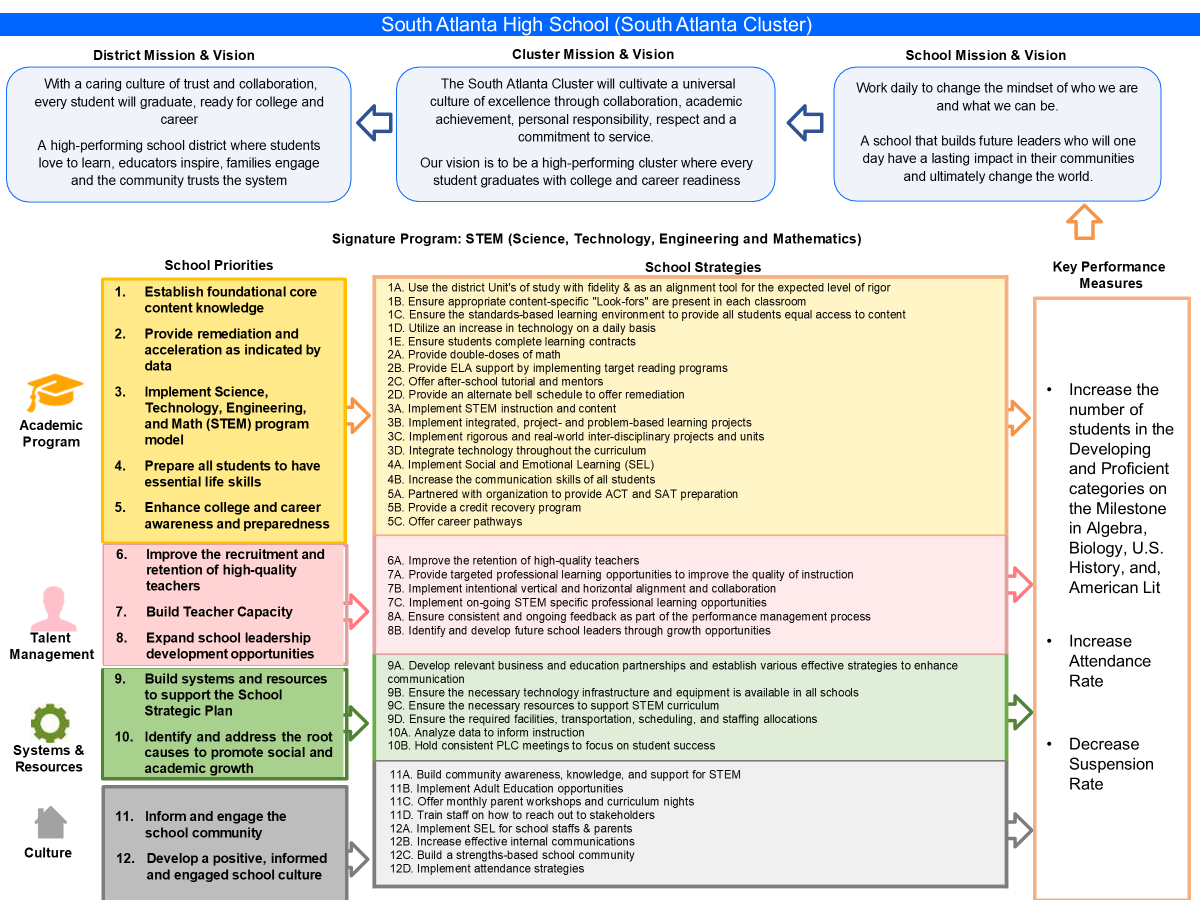 South Atlanta High School (South Atlanta Cluster)
District Mission & Vision
With a caring culture of trust and collaboration,
every student will graduate, ready for college and
career
A high-performing school district where students
love to learn, educators inspire, families engage
and the community trusts the system
Cluster Mission & Vision
The South Atlanta Cluster will cultivate a universal
culture of excellence through collaboration, academic
achievement, personal responsibility, respect and a
commitment to service.
Our vision is to be a high-performing cluster where every
student graduates with college and career readiness
School Mission & Vision
Work daily to change the mindset of who we are
and what we can be.
A school that builds future leaders who will one
day have a lasting impact in their communities
and ultimately change the world.
Signature Program: STEM (Science, Technology, Engineering and Mathematics)
School Priorities
School Strategies
Key Performance
Measures
Academic
Program
1. Establish foundational core
content knowledge
2. Provide remediation and
acceleration as indicated by
data
3. Implement Science,
Technology, Engineering,
and Math (STEM) program
model
4. Prepare all students to have
essential life skills
5. Enhance college and career
awareness and preparedness
1A. Use the district Unit's of study with fidelity & as an alignment tool for the expected level of rigor
1B. Ensure appropriate content-specific "Look-fors" are present in each classroom
1C. Ensure the standards-based learning environment to provide all students equal access to content
1D. Utilize an increase in technology on a daily basis
1E. Ensure students complete learning contracts
2A. Provide double-doses of math
2B. Provide ELA support by implementing target reading programs
2C. Offer after-school tutorial and mentors
2D. Provide an alternate bell schedule to offer remediation
3A. Implement STEM instruction and content
3B. Implement integrated, project- and problem-based learning projects
3C. Implement rigorous and real-world inter-disciplinary projects and units
3D. Integrate technology throughout the curriculum
4A. Implement Social and Emotional Learning (SEL)
4B. Increase the communication skills of all students
5A. Partnered with organization to provide ACT and SAT preparation
5B. Provide a credit recovery program
5C. Offer career pathways
Talent
Management
6. Improve the recruitment and
retention of high-quality
teachers
7. Build Teacher Capacity
8. Expand school leadership
development opportunities
6A. Improve the retention of high-quality teachers
7A. Provide targeted professional learning opportunities to improve the quality of instruction
7B. Implement intentional vertical and horizontal alignment and collaboration
7C. Implement on-going STEM specific professional learning opportunities
8A. Ensure consistent and ongoing feedback as part of the performance management process
8B. Identify and develop future school leaders through growth opportunities
Systems &
Resources
9. Build systems and resources
to support the School
Strategic Plan
10. Identify and address the root
causes to promote social and
academic growth
9A. Develop relevant business and education partnerships and establish various effective strategies to enhance
communication
9B. Ensure the necessary technology infrastructure and equipment is available in all schools
9C. Ensure the necessary resources to support STEM curriculum
9D. Ensure the required facilities, transportation, scheduling, and staffing allocations
10A. Analyze data to inform instruction
10B. Hold consistent PLC meetings to focus on student success
Culture
11. Inform and engage the
school community
12. Develop a positive, informed
and engaged school culture
11A. Build community awareness, knowledge, and support for STEM
11B. Implement Adult Education opportunities
11C. Offer monthly parent workshops and curriculum nights
11D. Train staff on how to reach out to stakeholders
12A. Implement SEL for school staffs & parents
12B. Increase effective internal communications
12C. Build a strengths-based school community
12D. Implement attendance strategies
• Increase the
number of
students in the
Developing
and Proficient
categories on
the Milestone
in Algebra,
Biology, U.S.
History, and,
American Lit
• Increase
Attendance
Rate
• Decrease
Suspension
Rate